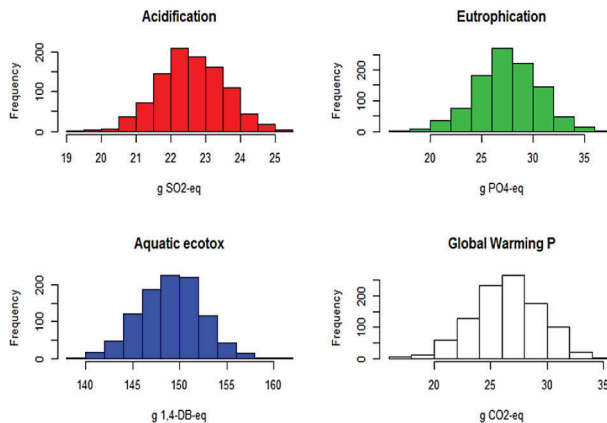 Acidification
Frequency
0 100 200
19 20 21 22 23 24 25
g SO2-eq
Eutrophication
Frequency
0 100 200
20 25 30 35
g PO4-eq
Aquatic ecotox
Frequency
0 100 200
140 145 150 155 160
g 1,4-DB-eq
Global Warming P
Frequency
0 100 200
20 25 30 35
g CO2-eq